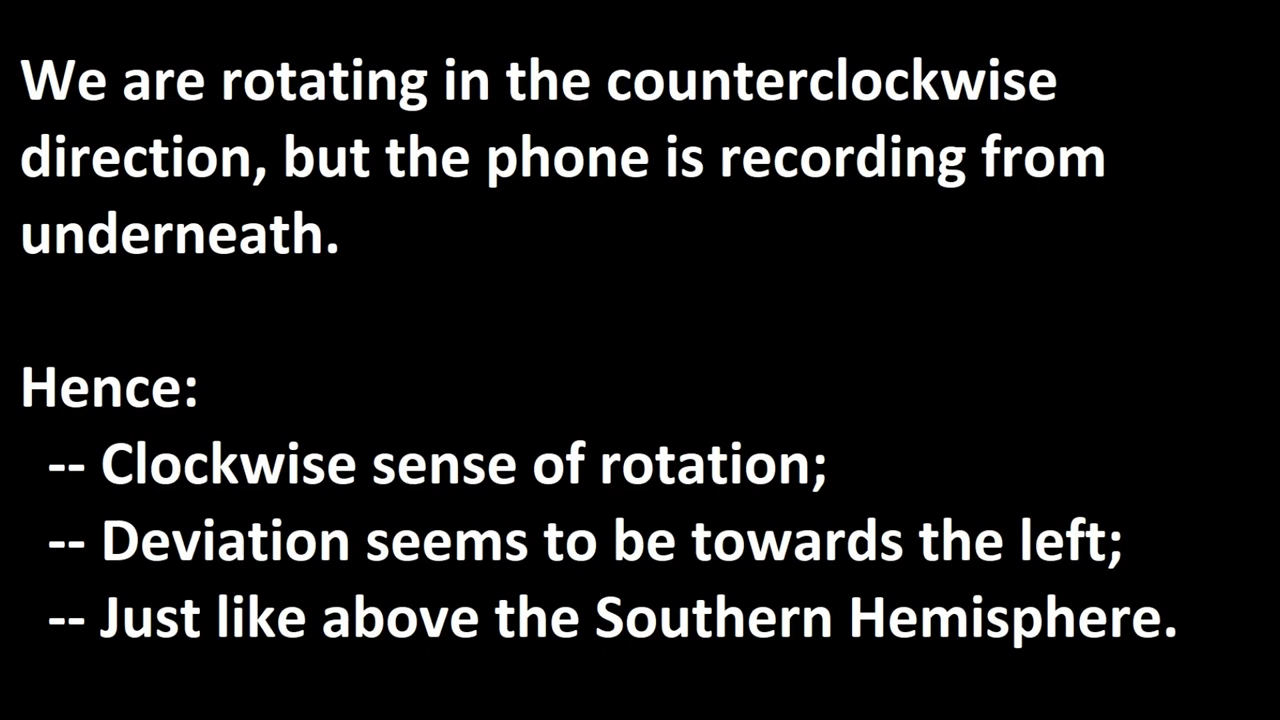 We are rotating in the counterclockwise
direction, but the phone is recording from
underneath.
Hence:
-- Clockwise sense of rotation;
-- Deviation seems to be towards the left;
-- Just like above the Southern Hemisphere.